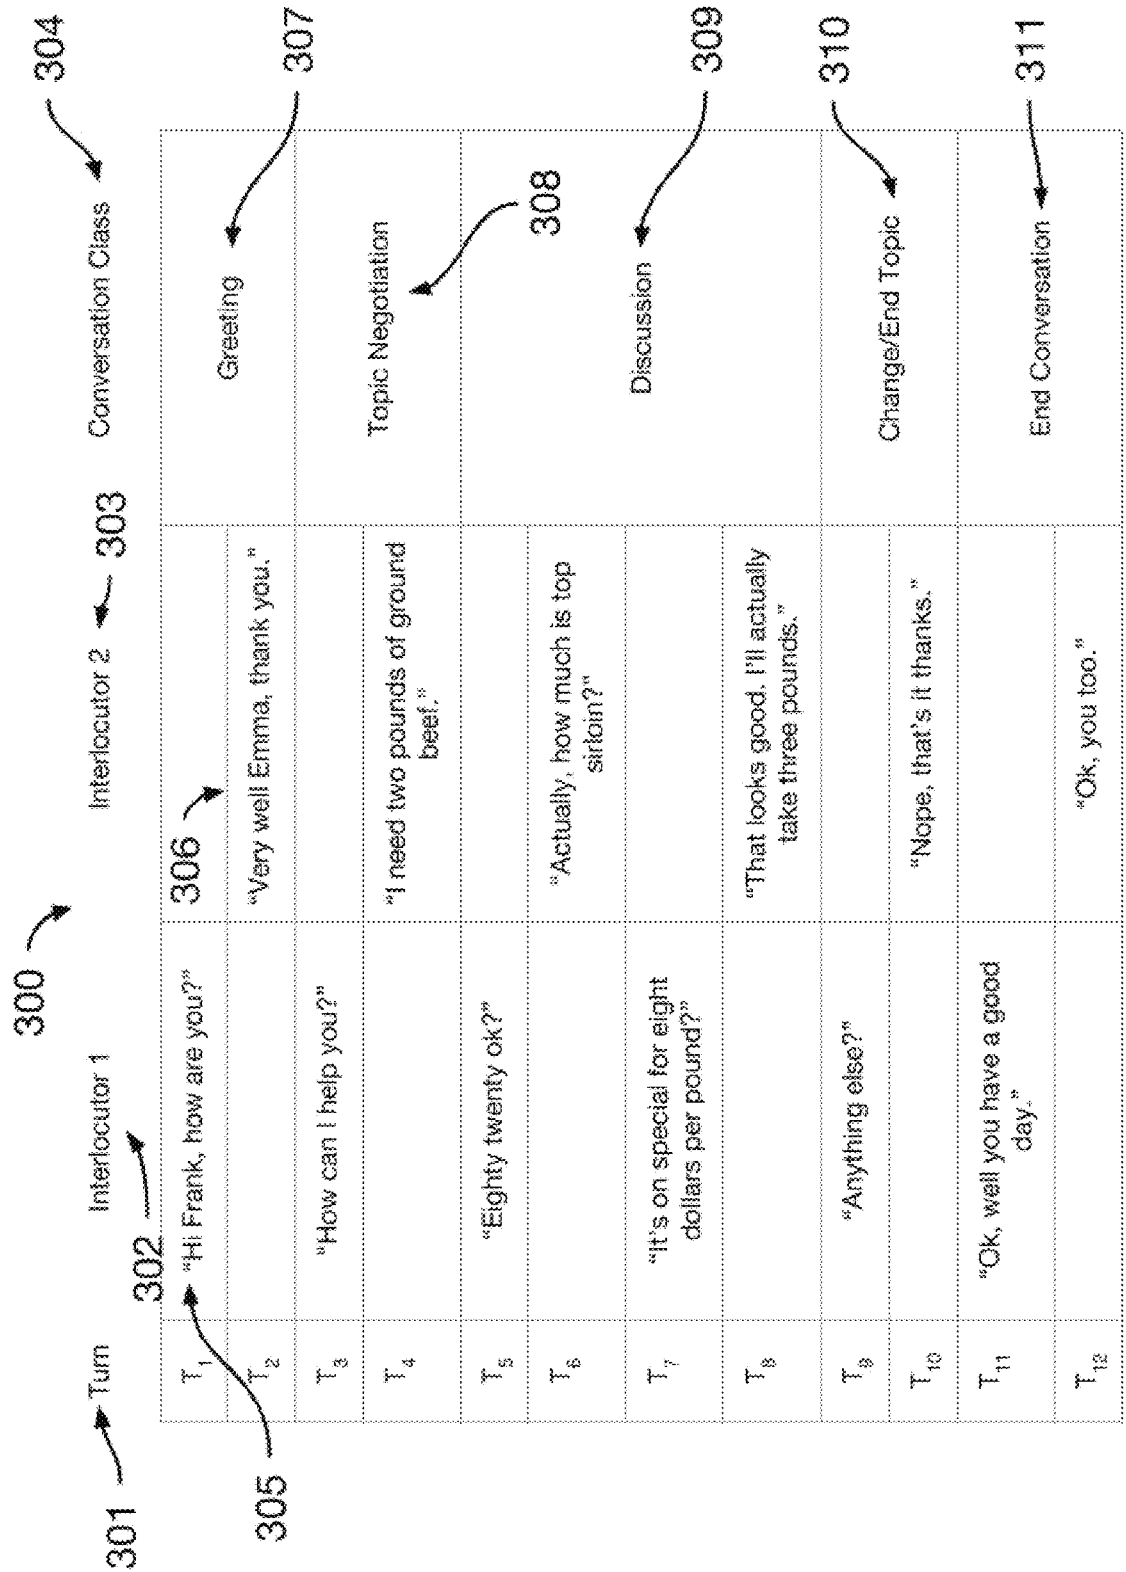 300
301
302
303
304
Turn
Interlocutor 1
Interlocutor 2
Conversation Class
305
306
T1
“Hi Frank, how are you?”
T2
“Very well Emma, thank you.”
Greeting
307
T3
“How can I help you?”
T4
“I need two pounds of ground
beef.”
Topic Negotiation
308
T5
“Eighty twenty ok?”
T6
“Actually, how much is top
sirloin?”
T7
“It’s on special for eight
dollars per pound?”
T8
“That looks good. I’ll actually
take three pounds.”
Discussion
309
T9
“Anything else?”
T10
“Nope, that’s it thanks.”
Change/End Topic
310
T11
“Ok, well you have a good
day.”
T12
“Ok, you too.”
End Conversation
311